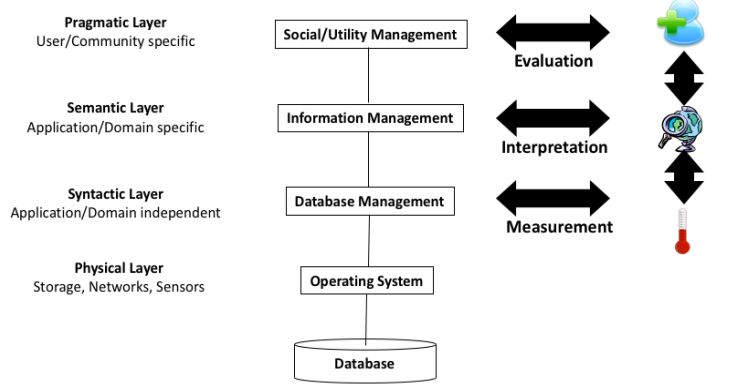 Pragmatic Layer
User/Community specific
Social/Utility Management
Evaluation
Semantic Layer
Application/Domain specific
Information Management
Interpretation
Syntactic Layer
Application/Domain independent
Database Management
Measurement
Physical Layer
Storage, Networks, Sensors
Operating System
Database